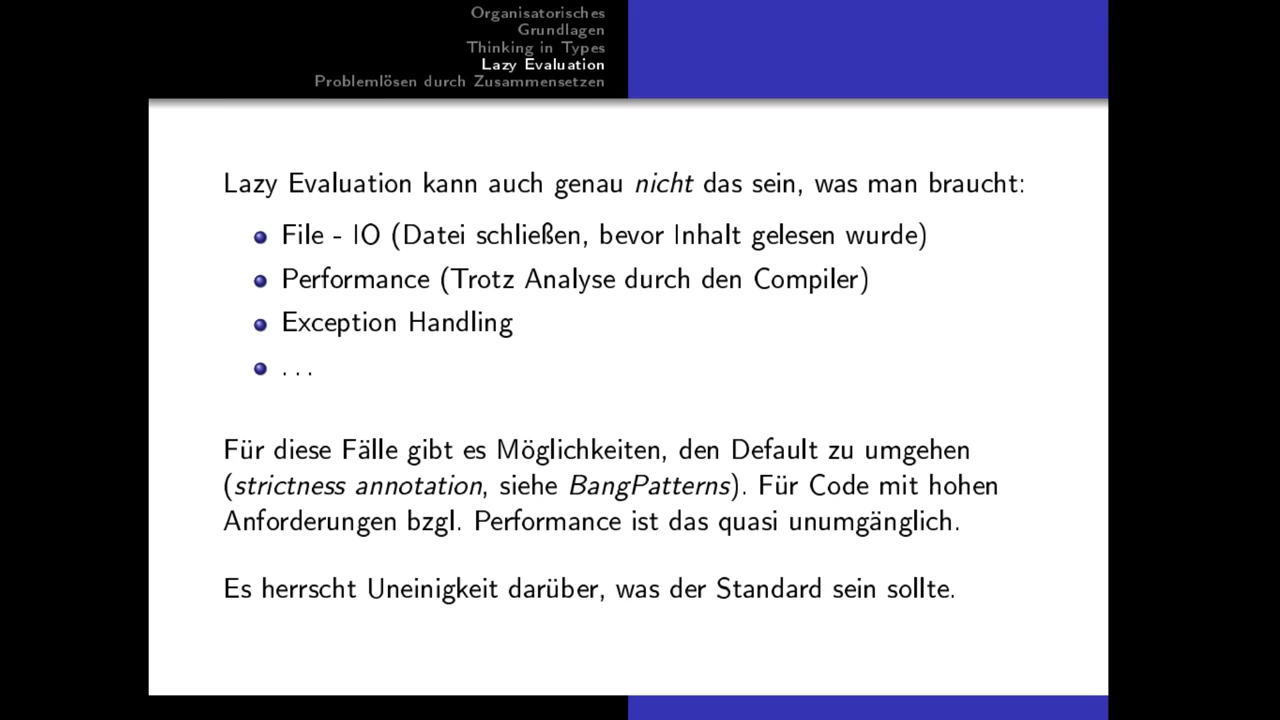 Organisatorisches
Grundlagen
Thinking in Types
Lazy Evaluation
Problemlösen durch Zusammensetzen
Lazy Evaluation kann auch genau nicht das sein, was man braucht:
File - IO (Datei schließen, bevor Inhalt gelesen wurde)
Performance (Trotz Analyse durch den Compiler)
Exception Handling
...
Für diese Fälle gibt es Möglichkeiten, den Default zu umgehen
(strictness annotation, siehe BangPatterns). Für Code mit hohen
Anforderungen bzgl. Performance ist das quasi unumgänglich.
Es herrscht Uneinigkeit darüber, was der Standard sein sollte.